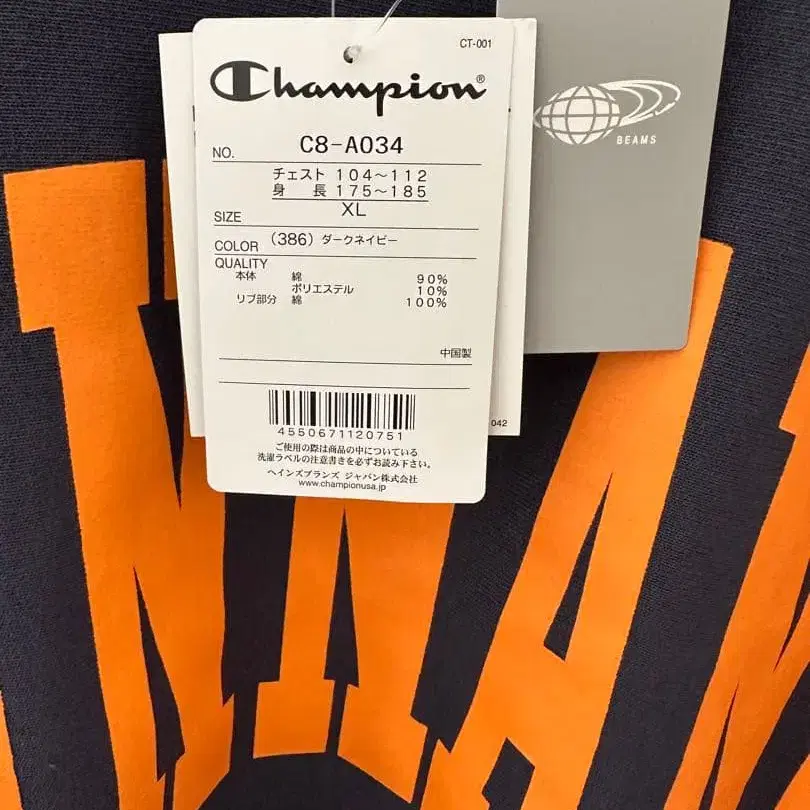 CT-001
Champion®
BEAMS
NO. C8-A034
チェスト 104～112
身 長 175～185
SIZE XL
COLOR (386) ダークネイビー
QUALITY
本体 綿 90%
ポリエステル 10%
リブ部分 綿 100%
中国製
4550671120751
042
ご使用の際は商品の中についている
洗濯ラベルの注意書きを必ずお読み下さい。
ヘインズブランズ ジャパン株式会社
www.championusa.jp